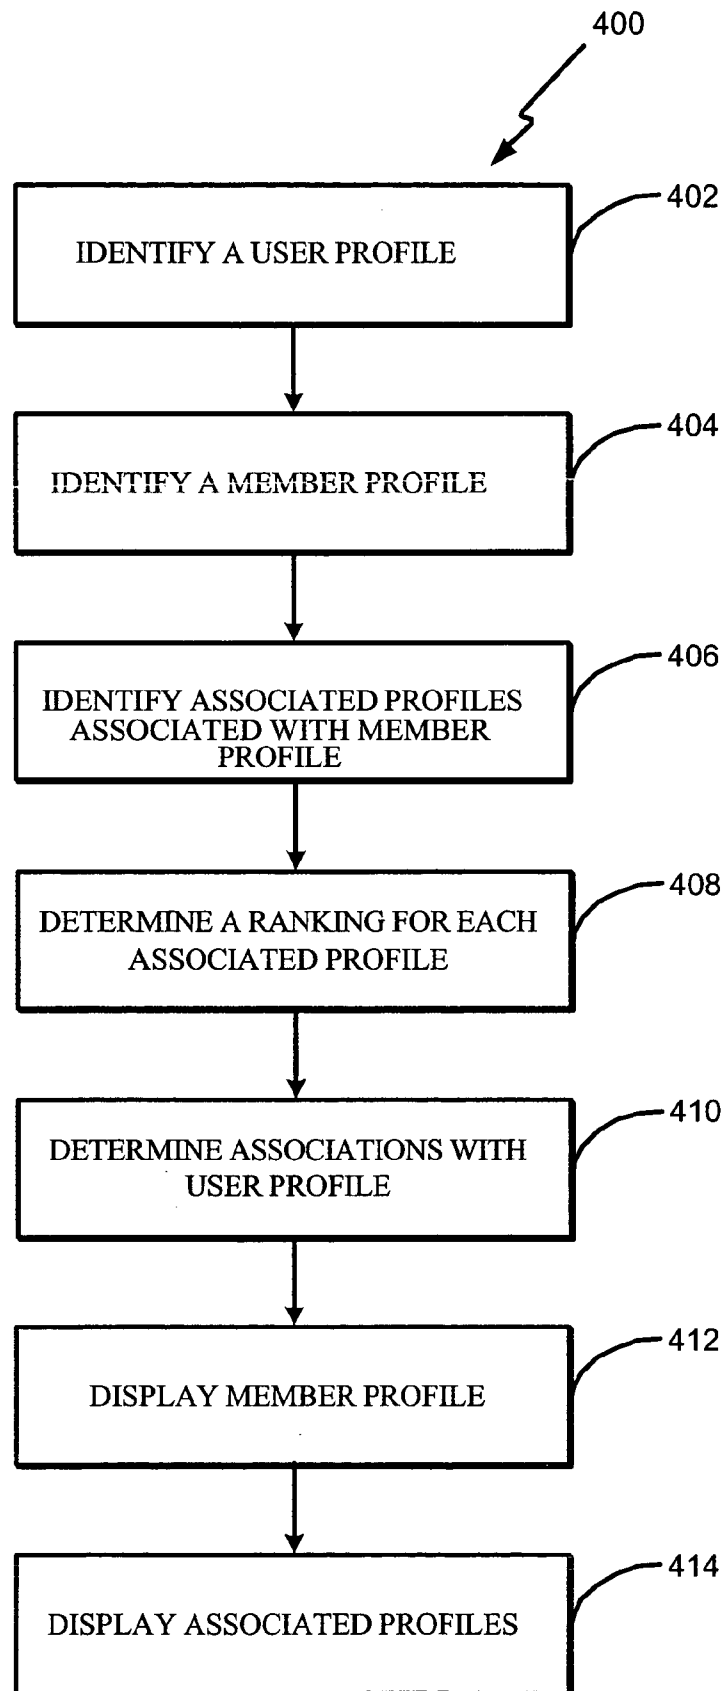 400
402
IDENTIFY A USER PROFILE
404
IDENTIFY A MEMBER PROFILE
406
IDENTIFY ASSOCIATED PROFILES
ASSOCIATED WITH MEMBER
PROFILE
408
DETERMINE A RANKING FOR EACH
ASSOCIATED PROFILE
410
DETERMINE ASSOCIATIONS WITH
USER PROFILE
412
DISPLAY MEMBER PROFILE
414
DISPLAY ASSOCIATED PROFILES